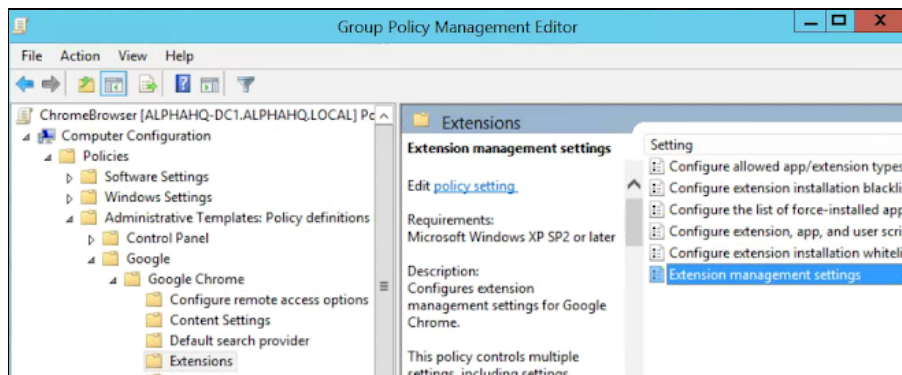 Group Policy Management Editor
File Action View Help
ChromeBrowser [ALPHAHQ-DC1.ALPHAHQ.LOCAL] Pc
Computer Configuration
Policies
Software Settings
Windows Settings
Administrative Templates: Policy definitions
Control Panel
Google
Google Chrome
Configure remote access options
Content Settings
Default search provider
Extensions
Extensions
Extension management settings
Edit policy setting
Requirements:
Microsoft Windows XP SP2 or later
Description:
Configures extension
management settings for Google
Chrome.
This policy controls multiple
settings, including settings
Setting
Configure allowed app/extension types
Configure extension installation blackli
Configure the list of force-installed app
Configure extension, app, and user scri
Configure extension installation whiteli
Extension management settings